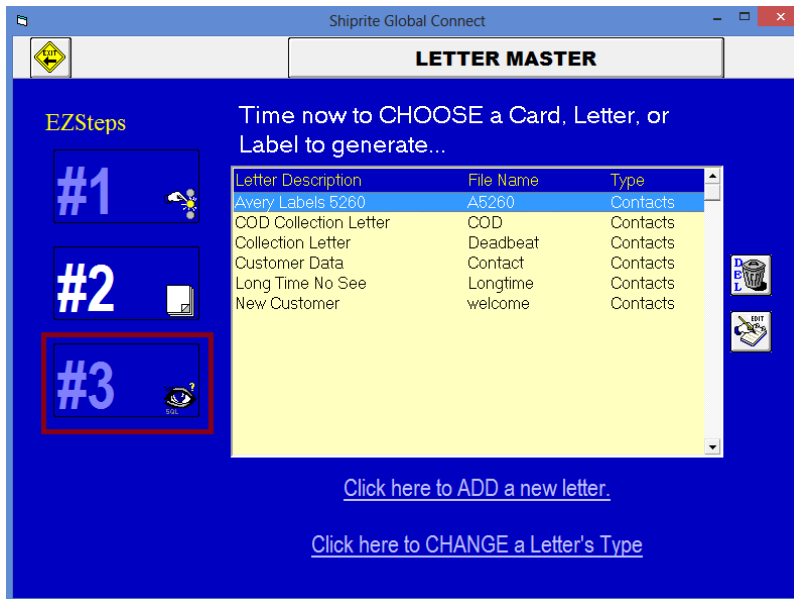 Shiprite Global Connect
EXIT
LETTER MASTER
EZSteps
Time now to CHOOSE a Card, Letter, or
Label to generate...
#1
#2
#3
SQL
Letter Description File Name Type
Avery Labels 5260 A5260 Contacts
COD Collection Letter COD Contacts
Collection Letter Deadbeat Contacts
Customer Data Contact Contacts
Long Time No See Longtime Contacts
New Customer welcome Contacts
DEL
EDIT
Click here to ADD a new letter.
Click here to CHANGE a Letter's Type